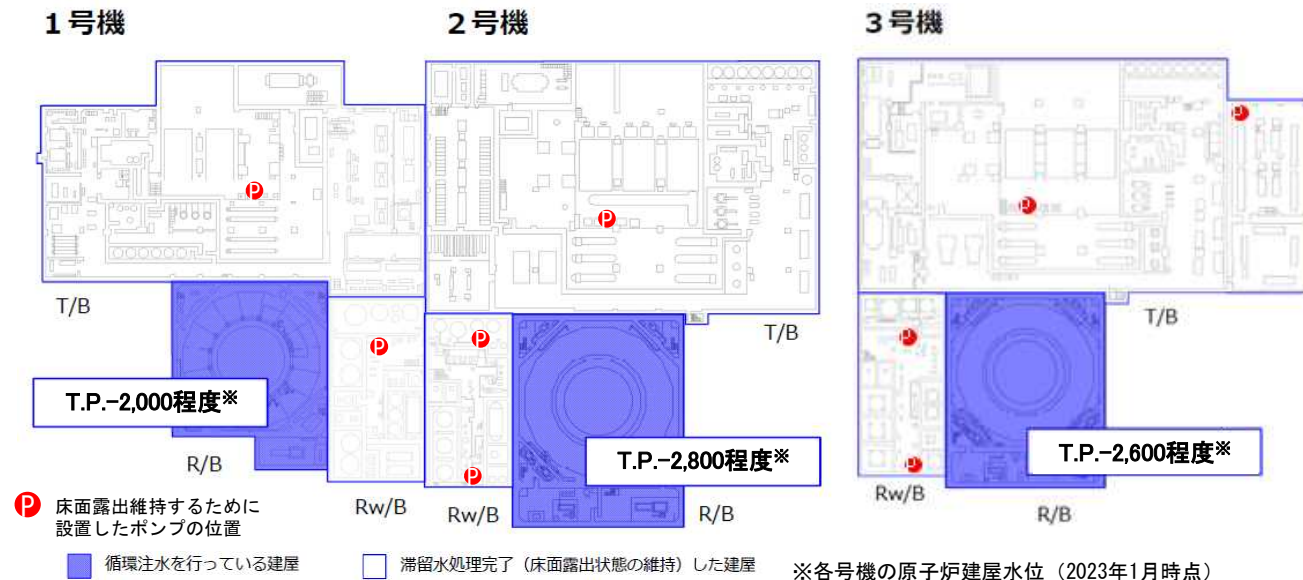 1号機
2号機
3号機
P
P
P
P
P
P
P
P
P
T/B
T/B
T/B
T.P.-2,000程度※
T.P.-2,800程度※
T.P.-2,600程度※
R/B
Rw/B
Rw/B
R/B
Rw/B
R/B
P 床面露出維持するために
設置したポンプの位置
循環注水を行っている建屋
滞留水処理完了（床面露出状態の維持）した建屋
※各号機の原子炉建屋水位（2023年1月時点）